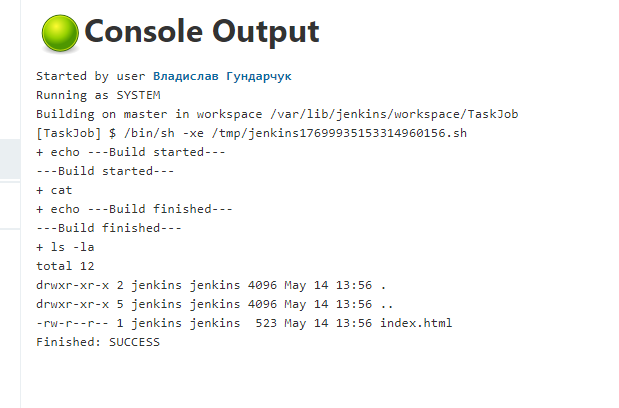 Console Output
Started by user Владислав Гундарчук
Running as SYSTEM
Building on master in workspace /var/lib/jenkins/workspace/TaskJob
[TaskJob] $ /bin/sh -xe /tmp/jenkins17699935153314960156.sh
+ echo ---Build started---
---Build started---
+ cat
+ echo ---Build finished---
---Build finished---
+ ls -la
total 12
drwxr-xr-x 2 jenkins jenkins 4096 May 14 13:56 .
drwxr-xr-x 5 jenkins jenkins 4096 May 14 13:56 ..
-rw-r--r-- 1 jenkins jenkins  523 May 14 13:56 index.html
Finished: SUCCESS